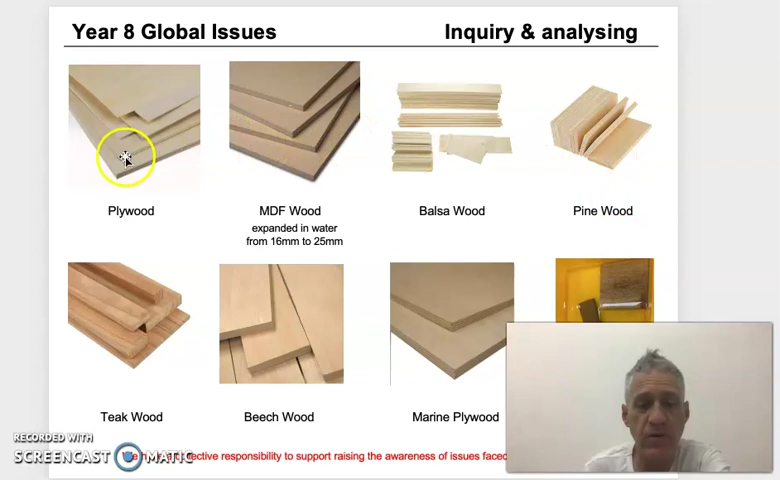 Year 8 Global Issues
Inquiry & analysing
Plywood
MDF Wood
Balsa Wood
Pine Wood
expanded in water
from 16mm to 25mm
Teak Wood
Beech Wood
Marine Plywood
RECORDED WITH
SCREENCAST MATIC
responsibility to support raising the awareness of issues faced